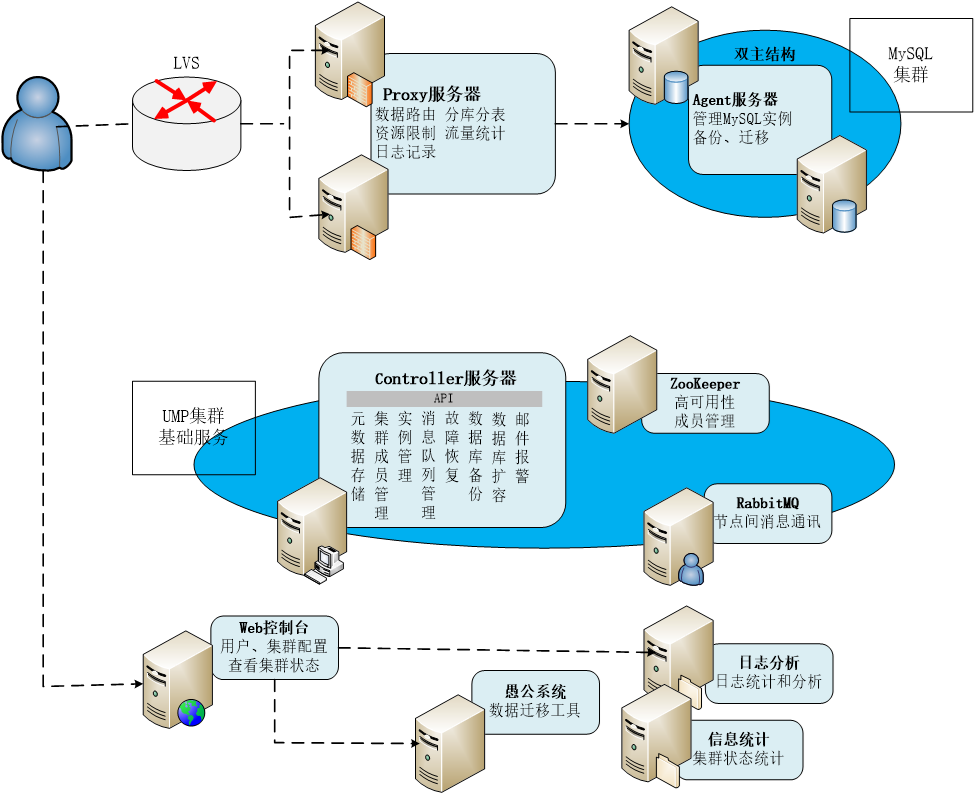 LVS
Proxy服务器
数据路由 分库分表
资源限制 流量统计
日志记录
双主结构
MySQL
集群
Agent服务器
管理MySQL实例
备份、迁移
UMP集群
基础服务
Controller服务器
API
元数据存储
集群成员管理
实例管理
消息队列管理
故障恢复
数据库备份
数据库扩容
邮件报警
ZooKeeper
高可用性
成员管理
RabbitMQ
节点间消息通讯
Web控制台
用户、集群配置
查看集群状态
愚公系统
数据迁移工具
日志分析
日志统计和分析
信息统计
集群状态统计